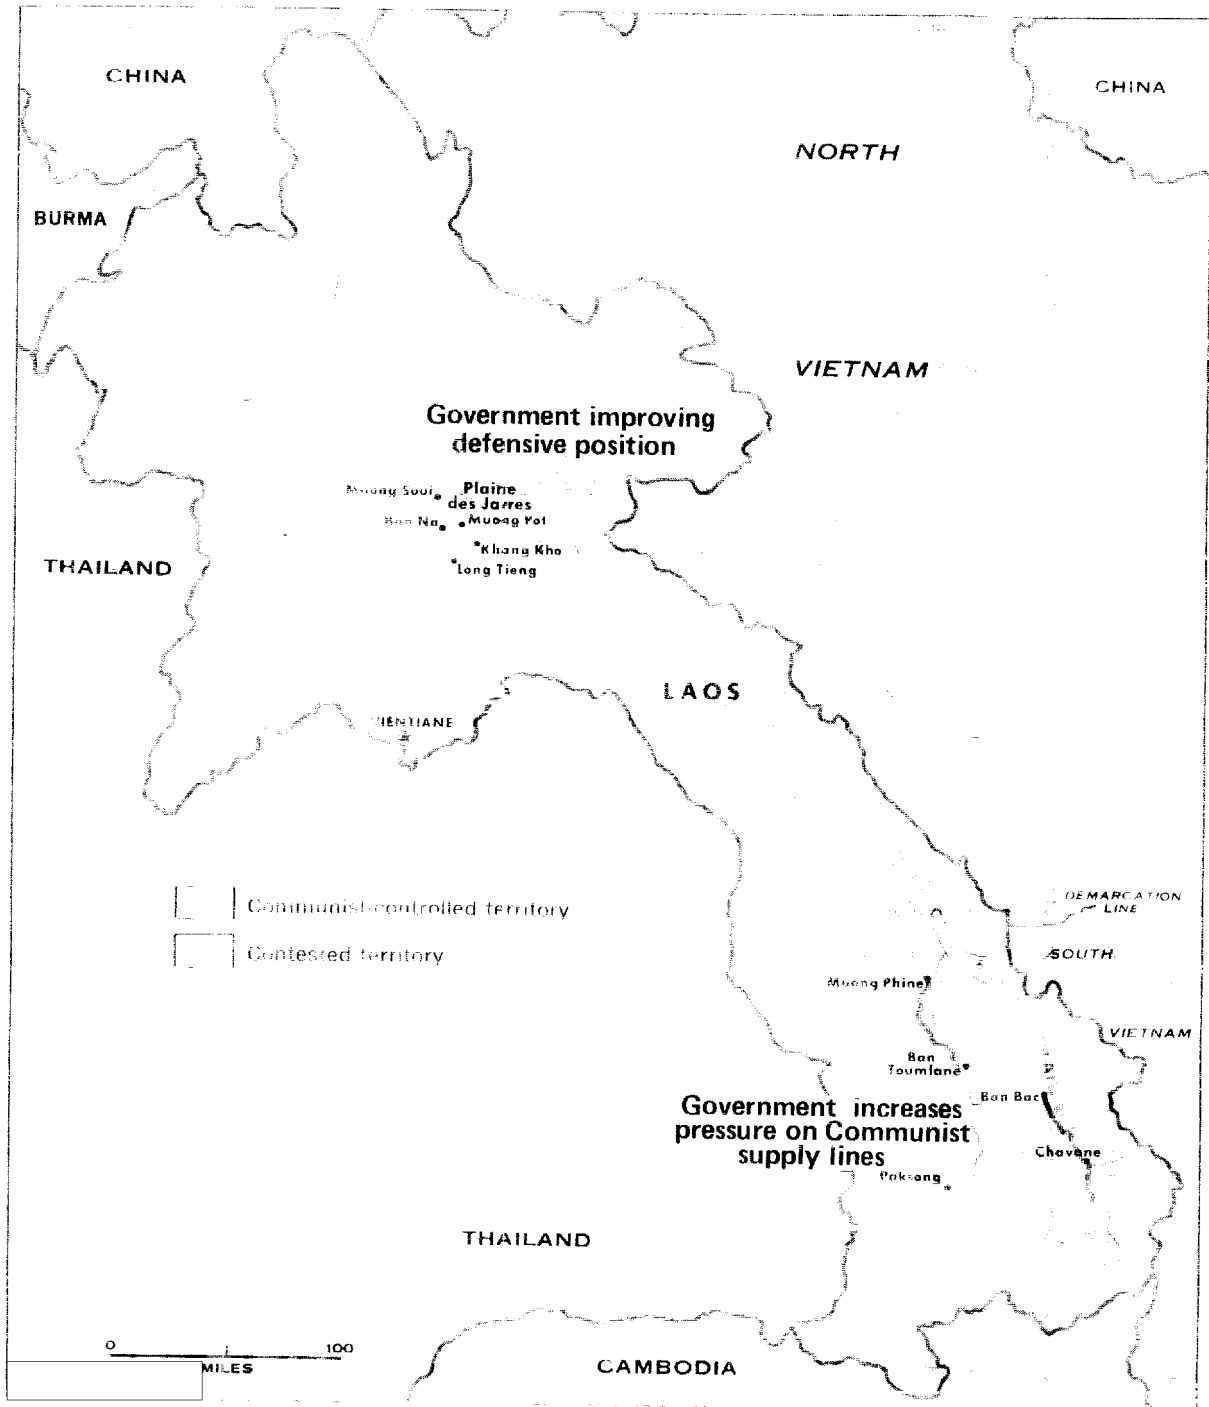 CHINA
CHINA
NORTH
BURMA
VIETNAM
Government improving
defensive position
Muong Soui
Plaine
des Jarres
Ban Na
Muong Pot
Khang Kho
THAILAND
Long Tieng
LAOS
VIENTIANE
Communist-controlled territory
DEMARCATION
LINE
Contested territory
SOUTH
Muong Phine
VIETNAM
Ban
Toumlane
Ban Bac
Government increases
pressure on Communist
supply lines
Chavane
Paksong
THAILAND
0 100
MILES
CAMBODIA